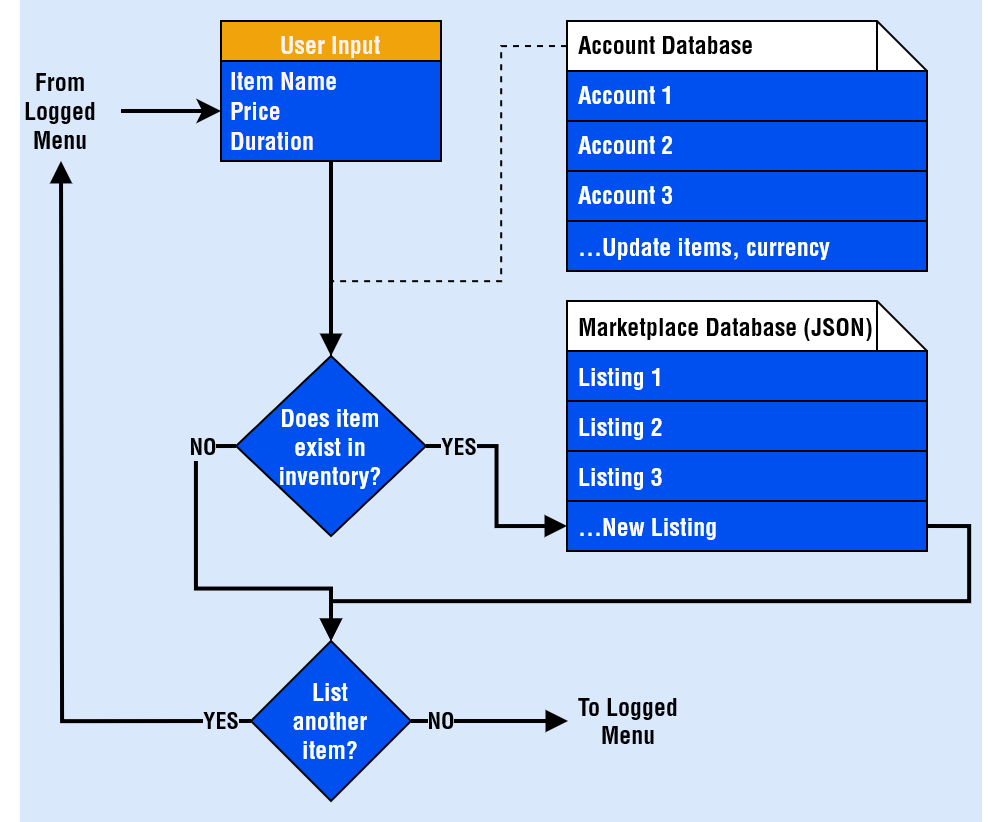 From
Logged
Menu
User Input
Item Name
Price
Duration
Account Database
Account 1
Account 2
Account 3
...Update items, currency
Marketplace Database (JSON)
Listing 1
Listing 2
Listing 3
...New Listing
Does item
exist in
inventory?
NO
YES
List
another
item?
YES
NO
To Logged
Menu